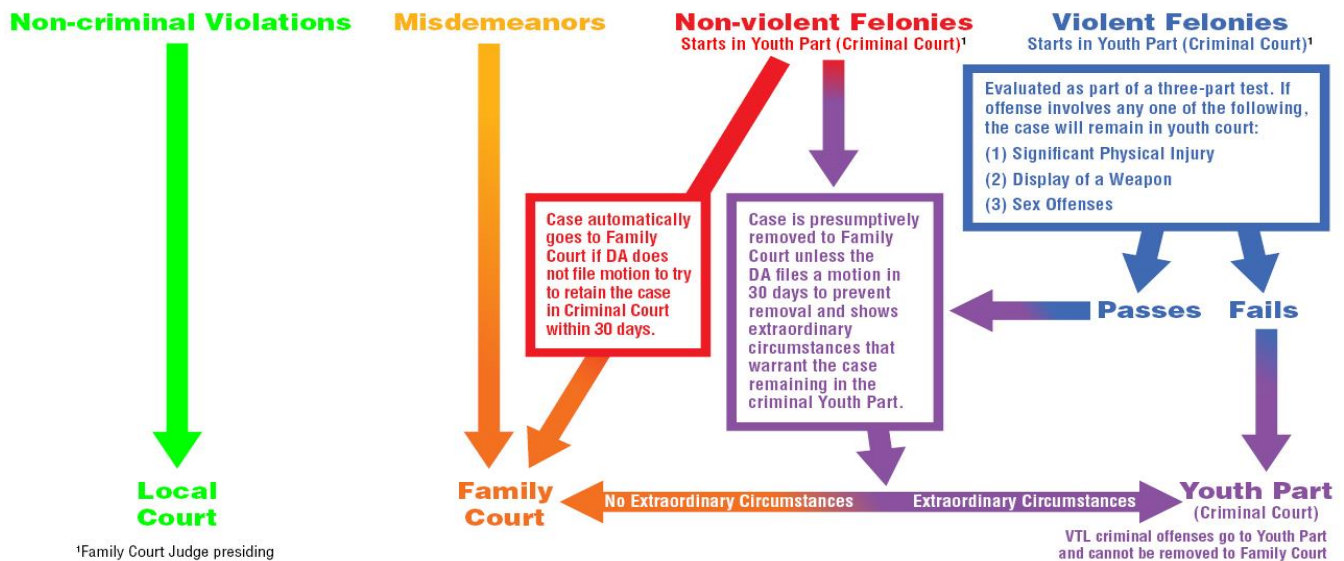 Non-criminal Violations
Misdemeanors
Non-violent Felonies
Starts in Youth Part (Criminal Court)¹
Violent Felonies
Starts in Youth Part (Criminal Court)¹
Evaluated as part of a three-part test. If
offense involves any one of the following,
the case will remain in youth court:
(1) Significant Physical Injury
(2) Display of a Weapon
(3) Sex Offenses
Case automatically
goes to Family
Court if DA does
not file motion to try
to retain the case
in Criminal Court
within 30 days.
Case is presumptively
removed to Family
Court unless the
DA files a motion in
30 days to prevent
removal and shows
extraordinary
circumstances that
warrant the case
remaining in the
criminal Youth Part.
Passes
Fails
Local
Court
Family
Court
No Extraordinary Circumstances
Extraordinary Circumstances
Youth Part
(Criminal Court)
VTL criminal offenses go to Youth Part
and cannot be removed to Family Court
¹Family Court Judge presiding